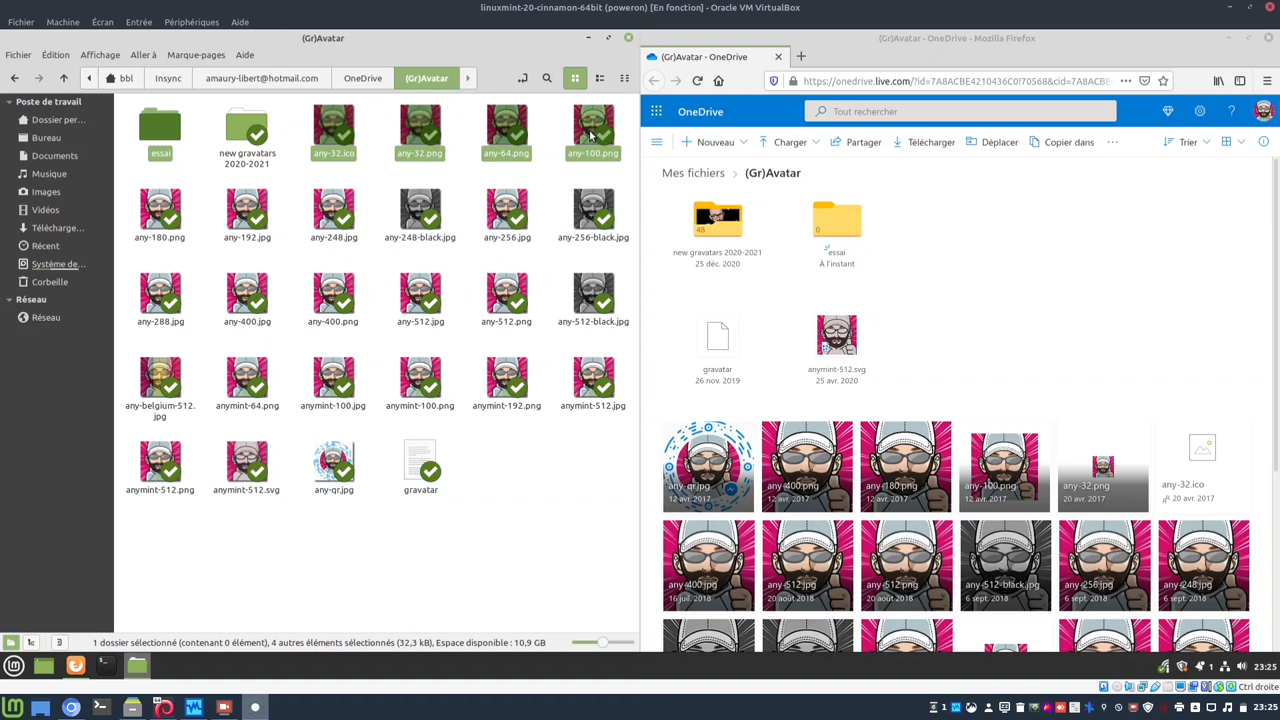 linuxmint-20-cinnamon-64bit (poweron) [En fonction] - Oracle VM VirtualBox
Fichier Machine Écran Entrée Périphériques Aide
(Gr)Avatar
(Gr)Avatar - OneDrive - Mozilla Firefox
Fichier Édition Affichage Aller à Marque-pages Aide
(Gr)Avatar - OneDrive
bbl Insync amaury-libert@hotmail.com OneDrive (Gr)Avatar
https://onedrive.live.com/?id=7A8ACBE4210436C0!70568&cid=7A8ACBE
Poste de travail
Dossier per...
Bureau
Documents
Musique
Images
Vidéos
Télécharge...
Récent
Système de...
Corbeille
Réseau
Réseau
essai
new gravatars 2020-2021
any-32.ico
any-32.png
any-64.png
any-100.png
any-180.png
any-192.jpg
any-248.jpg
any-248-black.jpg
any-256.jpg
any-256-black.jpg
any-288.jpg
any-400.jpg
any-400.png
any-512.jpg
any-512.png
any-512-black.jpg
any-belgium-512.jpg
anymint-64.png
anymint-100.jpg
anymint-100.png
anymint-192.png
anymint-512.jpg
anymint-512.png
anymint-512.svg
any-qr.jpg
gravatar
1 dossier sélectionné (contenant 0 élément), 4 autres éléments sélectionnés (32,3 kB), Espace disponible : 10,9 GB
OneDrive
Tout rechercher
Nouveau Charger Partager Télécharger Déplacer Copier dans Trier
Mes fichiers > (Gr)Avatar
48
new gravatars 2020-2021
25 déc. 2020
0
essai
À l'instant
gravatar
26 nov. 2019
anymint-512.svg
25 avr. 2020
any-qr.jpg
12 avr. 2017
any-400.png
12 avr. 2017
any-180.png
12 avr. 2017
any-100.png
12 avr. 2017
any-32.png
20 avr. 2017
any-32.ico
20 avr. 2017
any-400.jpg
16 juil. 2018
any-512.jpg
20 août 2018
any-512.png
20 août 2018
any-512-black.jpg
6 sept. 2018
any-256.jpg
6 sept. 2018
any-248.jpg
6 sept. 2018
1
23:25
Ctrl droite
1
23:25